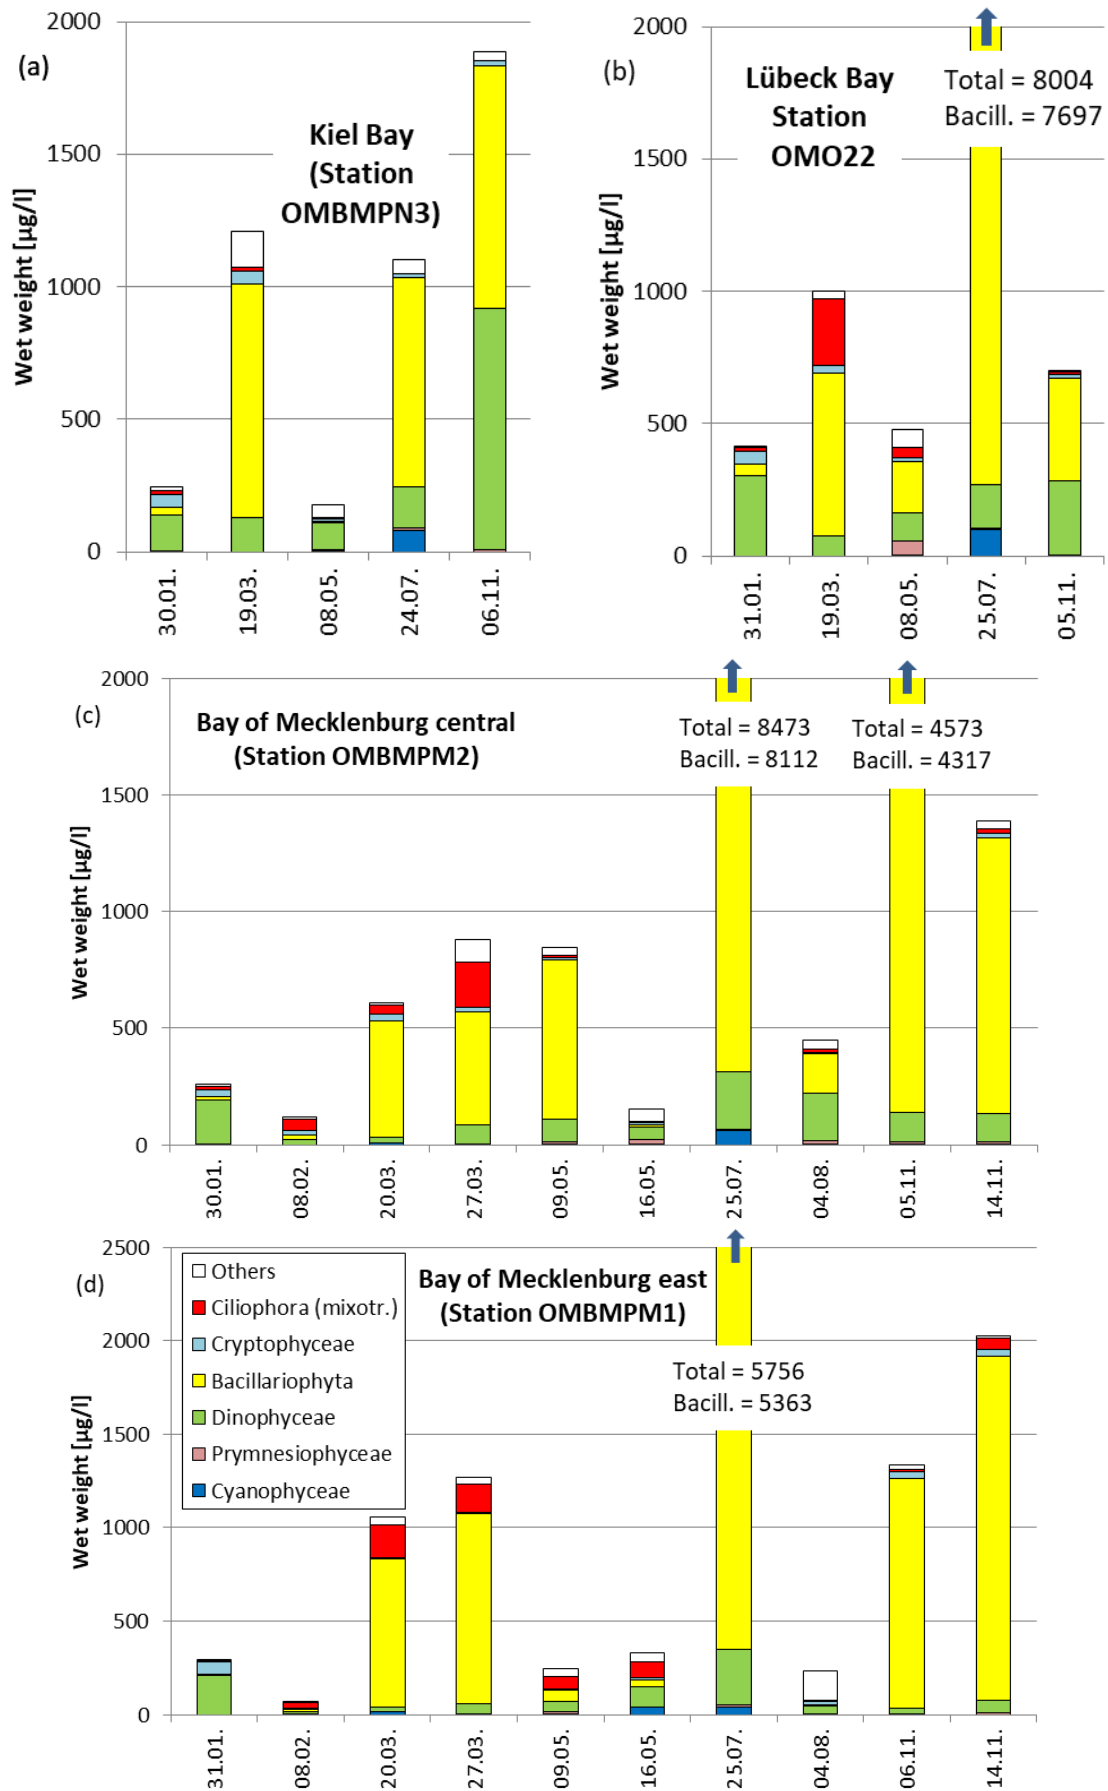 (a)
Kiel Bay
(Station
OMBMPN3)
Wet weight [µg/l]
2000
1500
1000
500
0
30.01.
19.03.
08.05.
24.07.
06.11.
(b)
Lübeck Bay
Station
OMO22
Total = 8004
Bacill. = 7697
Wet weight [µg/l]
2000
1500
1000
500
0
31.01.
19.03.
08.05.
25.07.
05.11.
(c)
Bay of Mecklenburg central
(Station OMBMPM2)
Total = 8473
Bacill. = 8112
Total = 4573
Bacill. = 4317
Wet weight [µg/l]
2000
1500
1000
500
0
30.01.
08.02.
20.03.
27.03.
09.05.
16.05.
25.07.
04.08.
05.11.
14.11.
(d)
Bay of Mecklenburg east
(Station OMBMPM1)
Total = 5756
Bacill. = 5363
Others
Ciliophora (mixotr.)
Cryptophyceae
Bacillariophyta
Dinophyceae
Prymnesiophyceae
Cyanophyceae
Wet weight [µg/l]
2500
2000
1500
1000
500
0
31.01.
08.02.
20.03.
27.03.
09.05.
16.05.
25.07.
04.08.
06.11.
14.11.